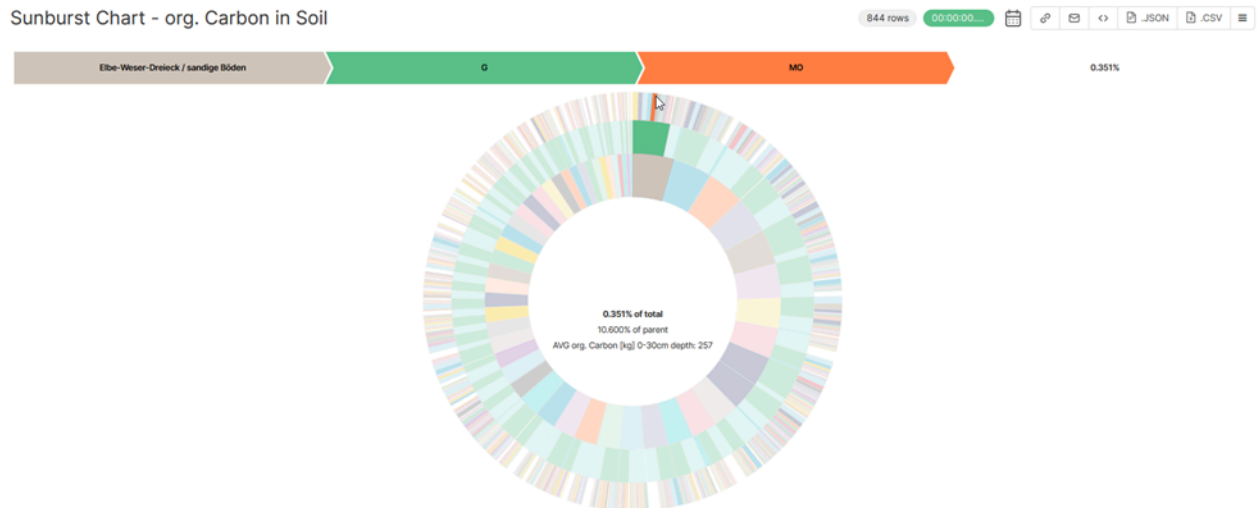 Sunburst Chart - org. Carbon in Soil
844 rows 00:00:00.... .JSON .CSV
Elbe-Weser-Dreieck / sandige Böden G MO 0.351%
0.351% of total
10.600% of parent
AVG org. Carbon [kg] 0-30cm depth: 257